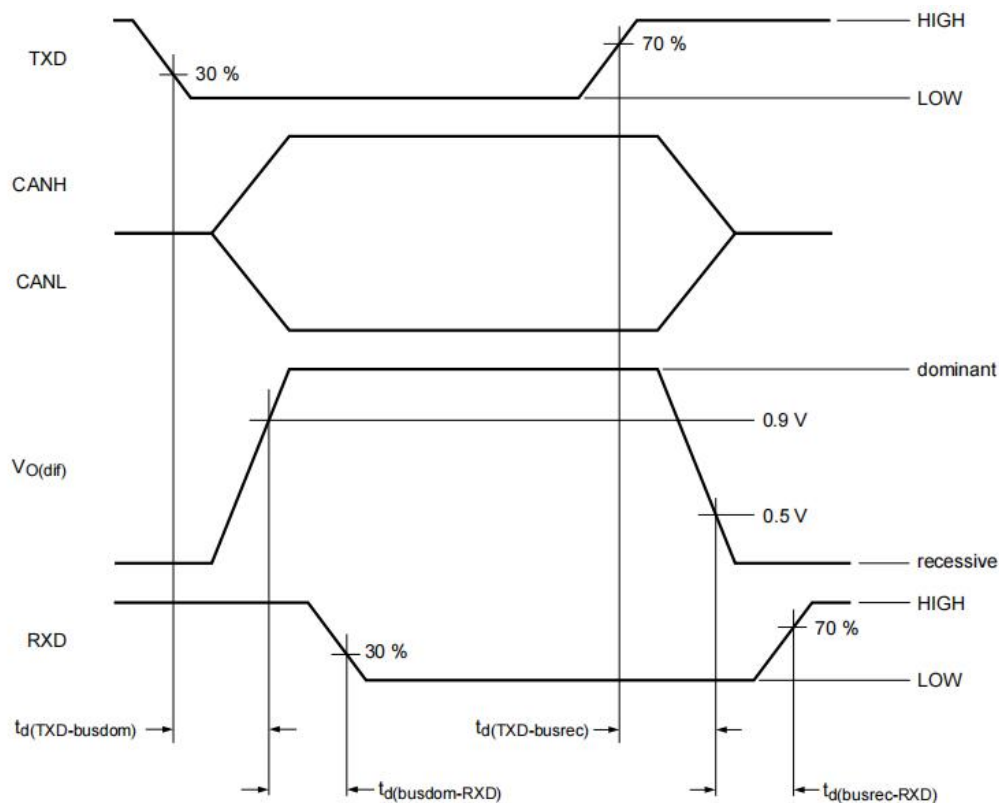 HIGH
TXD
30 %
70 %
LOW
CANH
CANL
dominant
0.9 V
VO(dif)
0.5 V
recessive
HIGH
RXD
30 %
70 %
LOW
td(TXD-busdom)
td(TXD-busrec)
td(busdom-RXD)
td(busrec-RXD)